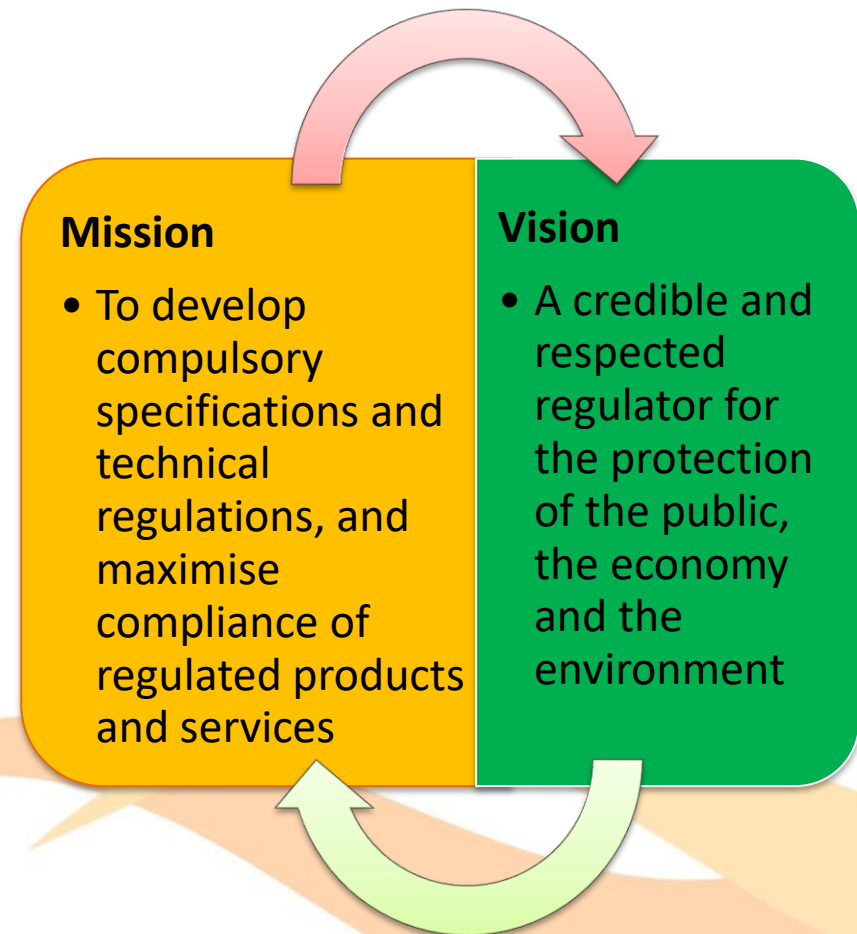 Mission
• To develop
compulsory
specifications and
technical
regulations, and
maximise
compliance of
regulated products
and services
Vision
• A credible and
respected
regulator for
the protection
of the public,
the economy
and the
environment